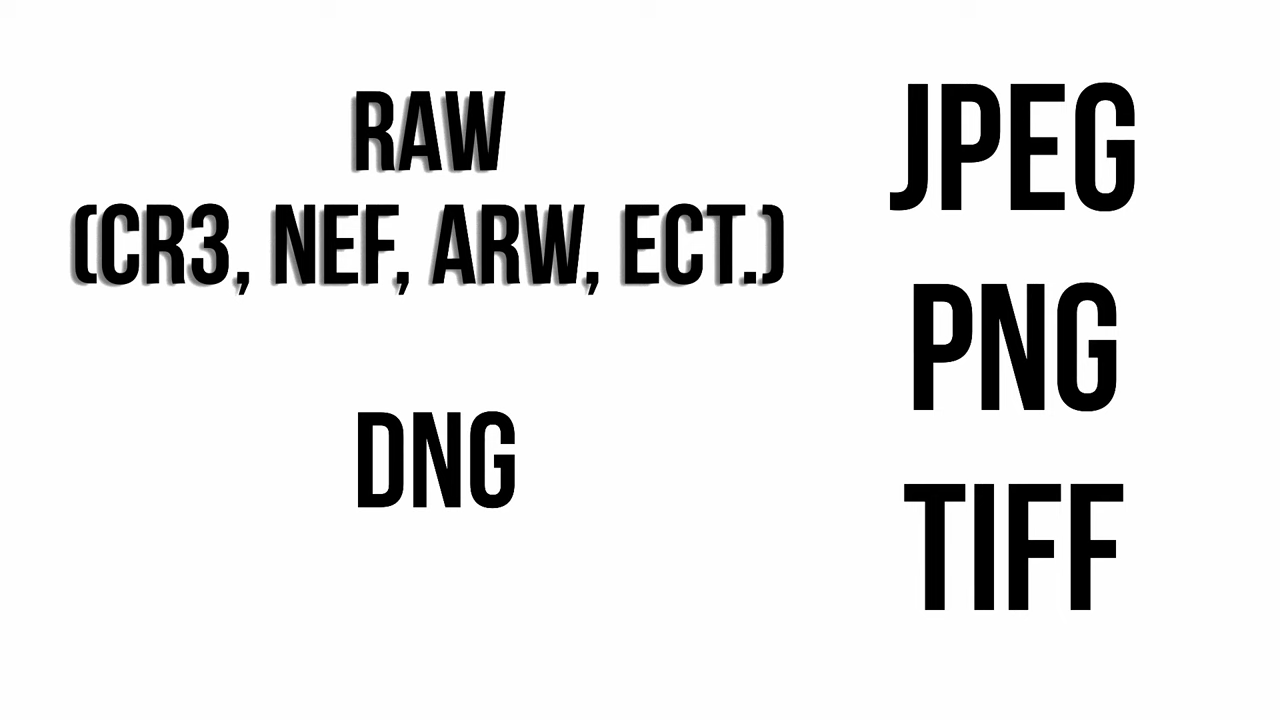 RAW
(CR3, NEF, ARW, ECT.)
DNG
JPEG
PNG
TIFF